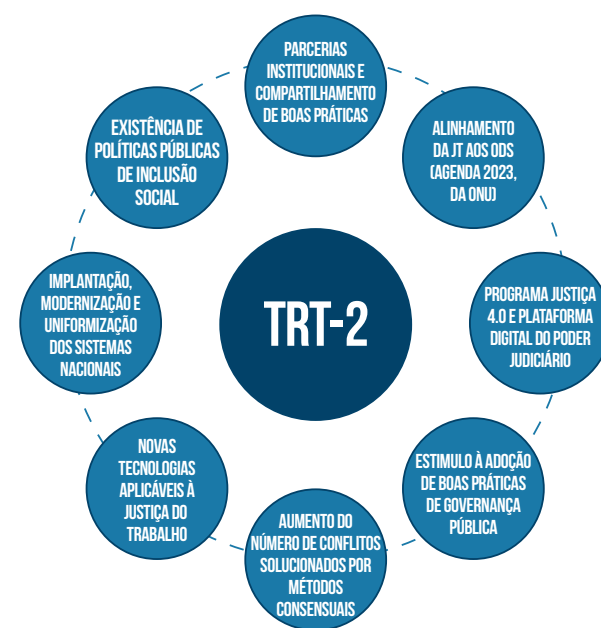 PARCERIAS
INSTITUCIONAIS E
COMPARTILHAMENTO
DE BOAS PRÁTICAS
ALINHAMENTO
DA JT AOS ODS
(AGENDA 2023,
DA ONU)
PROGRAMA JUSTIÇA
4.0 E PLATAFORMA
DIGITAL DO PODER
JUDICIÁRIO
ESTIMULO À ADOÇÃO
DE BOAS PRÁTICAS
DE GOVERNANÇA
PÚBLICA
AUMENTO DO
NÚMERO DE CONFLITOS
SOLUCIONADOS POR
MÉTODOS
CONSENSUAIS
NOVAS
TECNOLOGIAS
APLICÁVEIS À
JUSTIÇA DO
TRABALHO
IMPLANTAÇÃO,
MODERNIZAÇÃO E
UNIFORMIZAÇÃO
DOS SISTEMAS
NACIONAIS
EXISTÊNCIA DE
POLÍTICAS PÚBLICAS
DE INCLUSÃO
SOCIAL
TRT-2